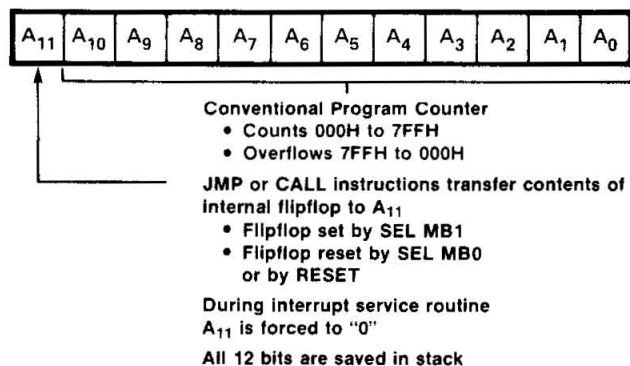 A11 A10 A9 A8 A7 A6 A5 A4 A3 A2 A1 A0
Conventional Program Counter
• Counts 000H to 7FFH
• Overflows 7FFH to 000H
JMP or CALL instructions transfer contents of
internal flipflop to A11
• Flipflop set by SEL MB1
• Flipflop reset by SEL MB0
or by RESET
During interrupt service routine
A11 is forced to “0”
All 12 bits are saved in stack